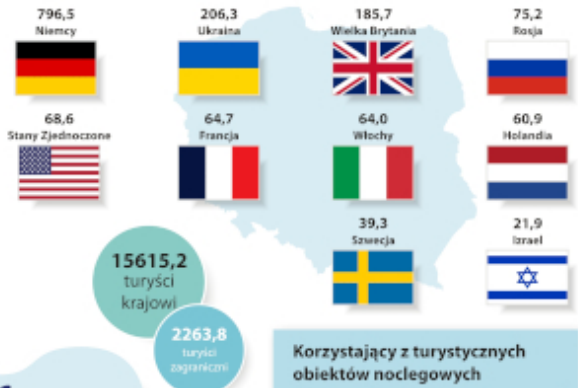 796,5
Niemcy
206,3
Ukraina
185,7
Wielka Brytania
75,2
Rosja
68,6
Stany Zjednoczone
64,7
Francja
64,0
Włochy
60,9
Holandia
39,3
Szwecja
21,9
Izrael
15615,2
turyści
krajowi
2263,8
turyści
zagraniczni
Korzystający z turystycznych
obiektów noclegowych